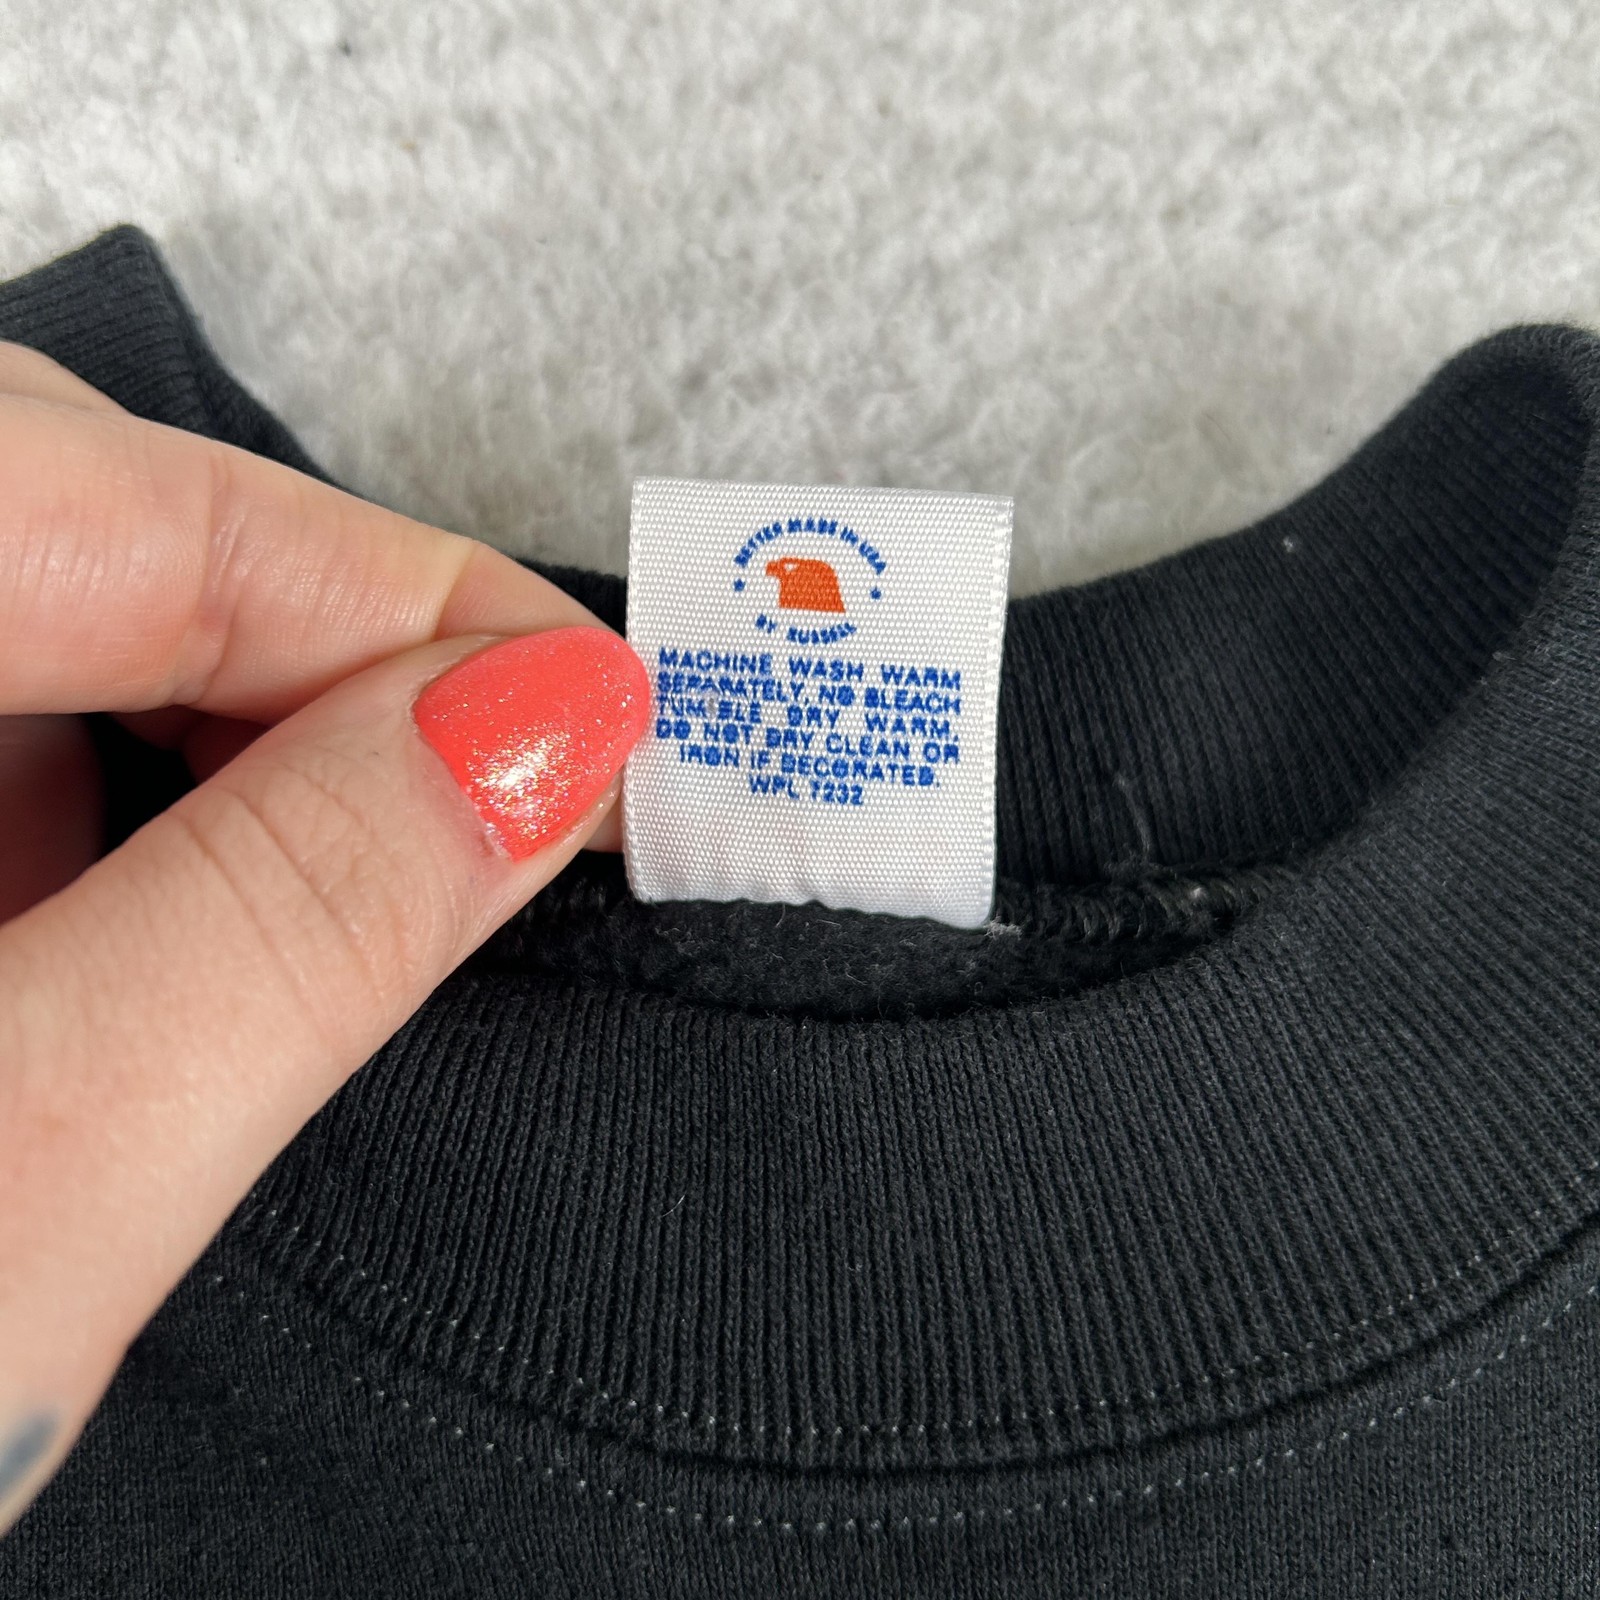 BETTER MADE IN USA
BY RUSSELL
MACHINE WASH WARM
SEPARATELY, NO BLEACH
TUMBLE DRY WARM.
DO NOT DRY CLEAN OR
IRON IF DECORATED.
WPL 7232